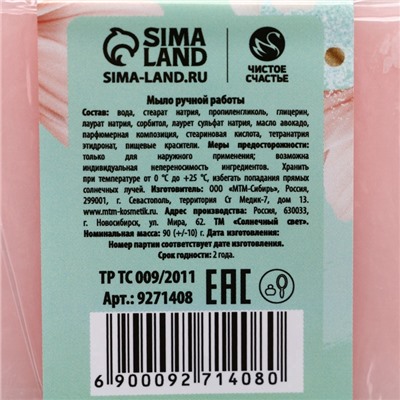 SIMA
LAND
SIMA-LAND.RU
ЧИСТОЕ
СЧАСТЬЕ
Мыло ручной работы
Состав: вода, стеарат натрия, пропиленгликоль, глицерин,
лаурат натрия, сорбитол, лаурет сульфат натрия, масло авокадо,
парфюмерная композиция, стеариновая кислота, тетранатрия
этидронат, пищевые красители. Меры предосторожности:
только для наружного применения; возможна
индивидуальная непереносимость ингредиентов. Хранить
при температуре от 0 °С до +25 °С, избегать попадания прямых
солнечных лучей. Изготовитель: ООО «МТМ-Сибирь», Россия,
299001, г. Севастополь, территория Ст Медик-7, дом 13.
www.mtm-kosmetik.ru. Адрес производства: Россия, 630033,
г. Новосибирск, ул. Мира, 62. ТМ «Солнечный свет».
Номинальная масса: 90 (+/-10) г. Дата изготовления:
Номер партии соответствует дате изготовления.
Срок годности: 2 года.
ТР ТС 009/2011
Арт.: 9271408
EAC
6 900092 714080